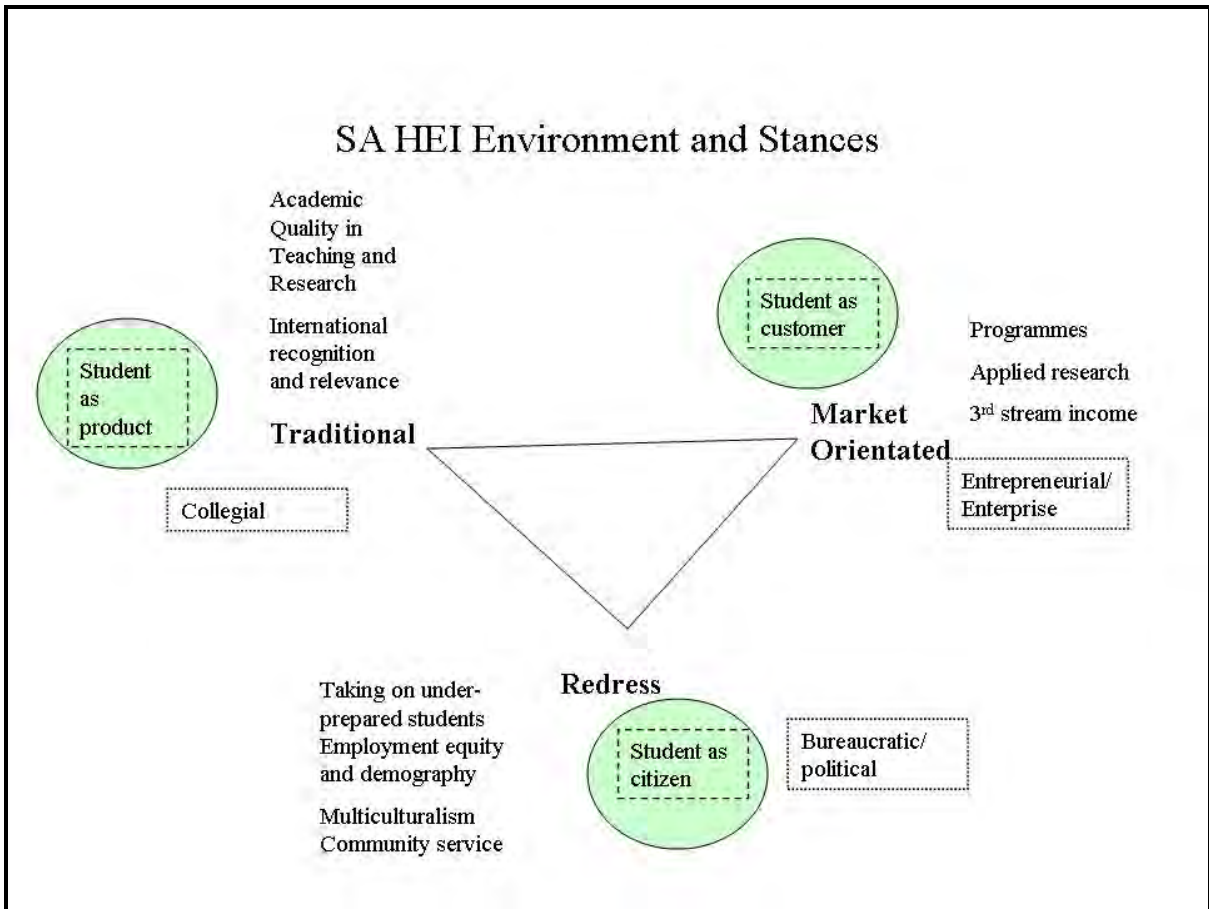 SA HEI Environment and Stances
Academic
Quality in
Teaching and
Research
International
recognition
and relevance
Traditional
Student
as
product
Collegial
Student as
customer
Programmes
Applied research
3rd stream income
Market
Orientated
Entrepreneurial/
Enterprise
Redress
Taking on under-
prepared students
Employment equity
and demography
Multiculturalism
Community service
Student as
citizen
Bureaucratic/
political